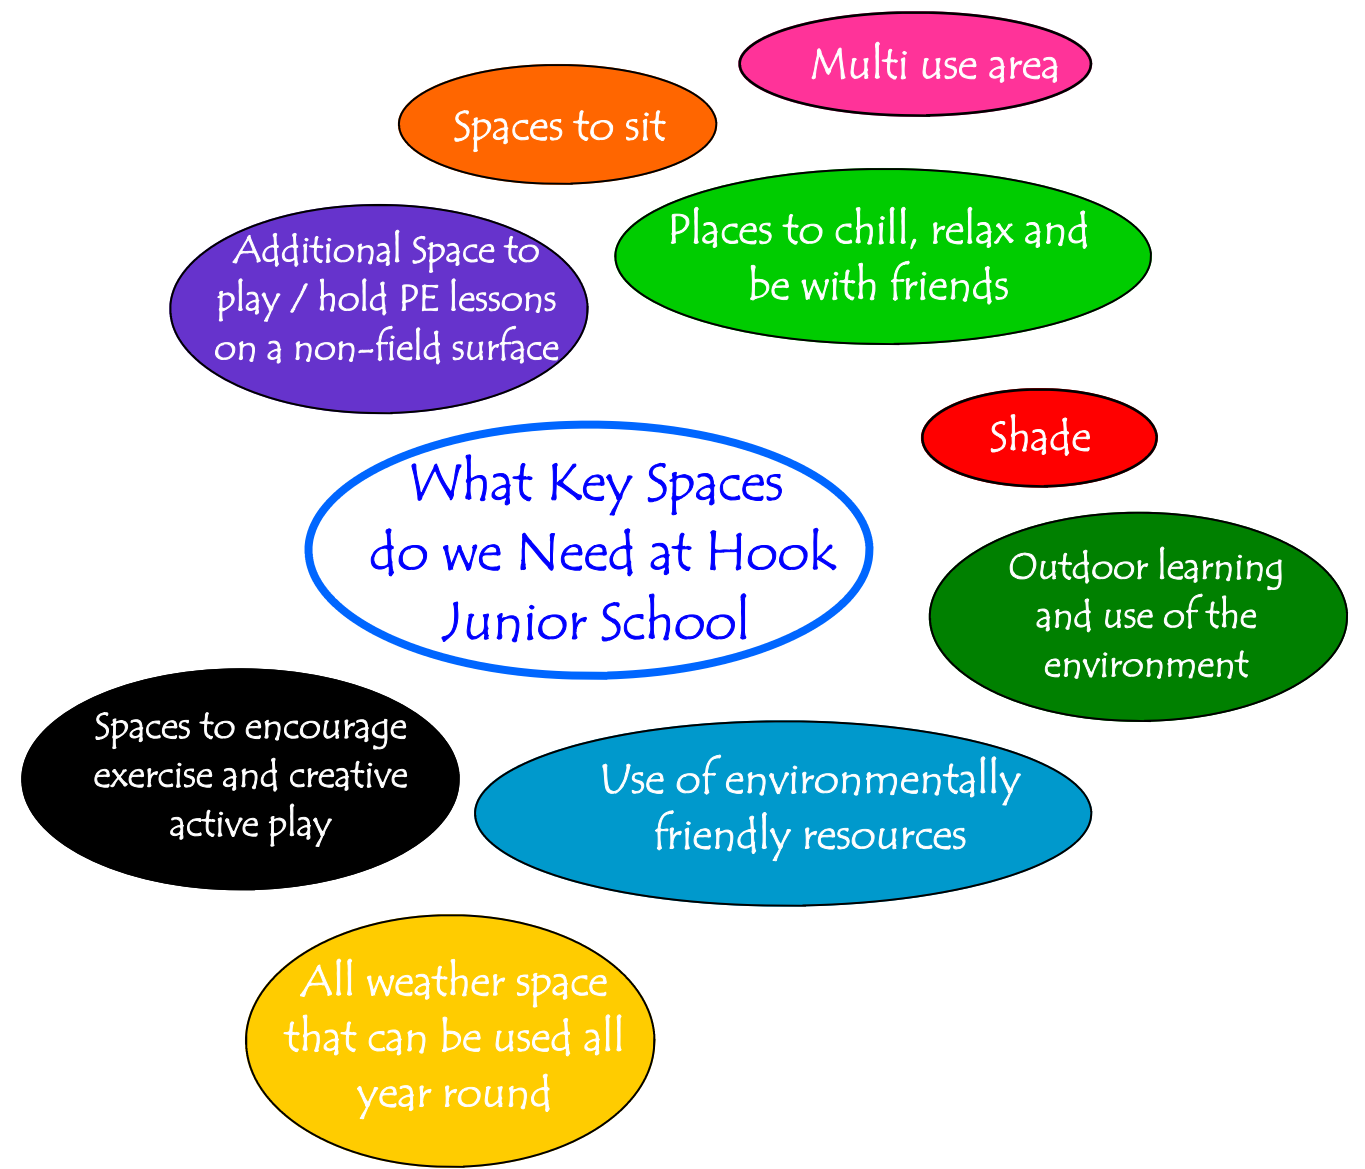 Multi use area
Spaces to sit
Places to chill, relax and
be with friends
Additional Space to
play / hold PE lessons
on a non-field surface
Shade
What Key Spaces
do we Need at Hook
Junior School
Outdoor learning
and use of the
environment
Spaces to encourage
exercise and creative
active play
Use of environmentally
friendly resources
All weather space
that can be used all
year round